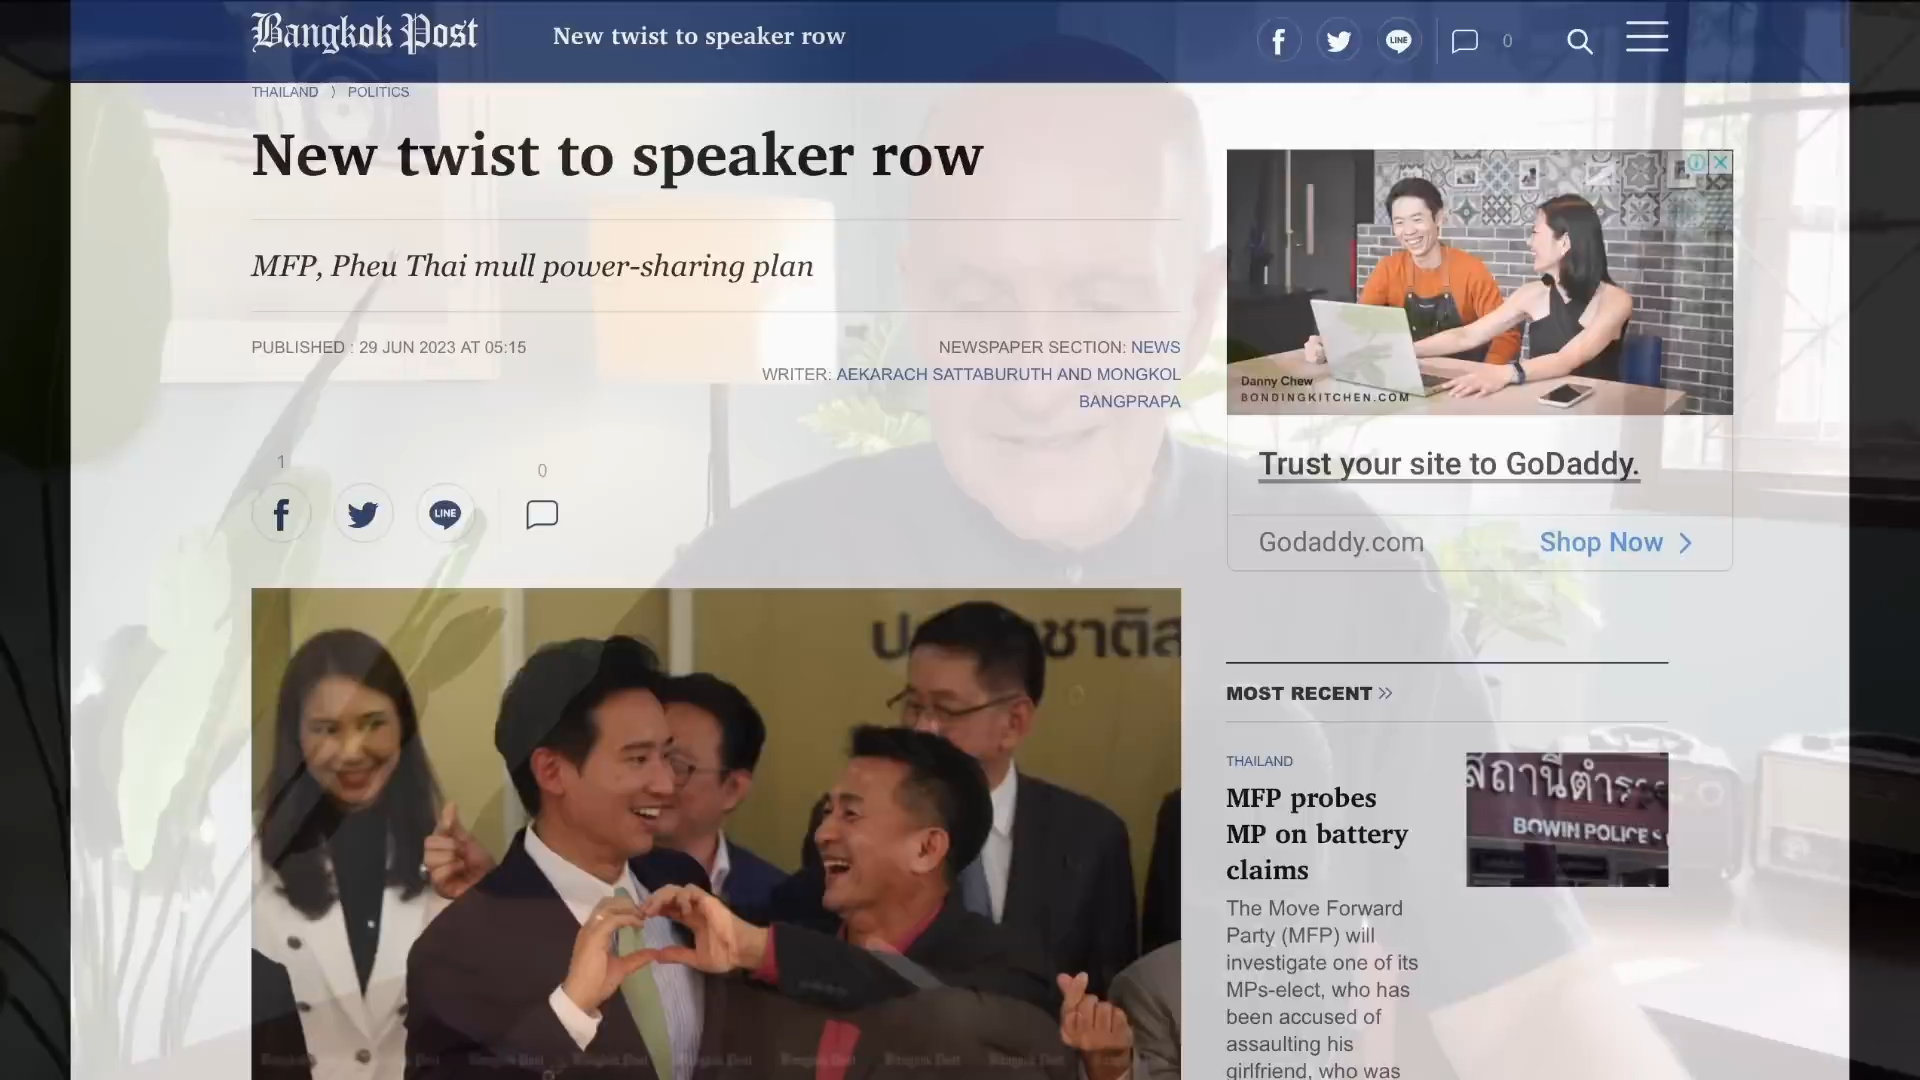 Bangkok Post
New twist to speaker row
LINE
0
THAILAND ) POLITICS
New twist to speaker row
MFP, Pheu Thai mull power-sharing plan
PUBLISHED : 29 JUN 2023 AT 05:15
NEWSPAPER SECTION: NEWS
WRITER: AEKARACH SATTABURUTH AND MONGKOL
BANGPRAPA
1
0
LINE
Danny Chew
BONDINGKITCHEN.COM
Trust your site to GoDaddy.
Godaddy.com
Shop Now
MOST RECENT
THAILAND
MFP probes
MP on battery
claims
The Move Forward
Party (MFP) will
investigate one of its
MPs-elect, who has
been accused of
assaulting his
girlfriend, who was
BOWIN POLICE